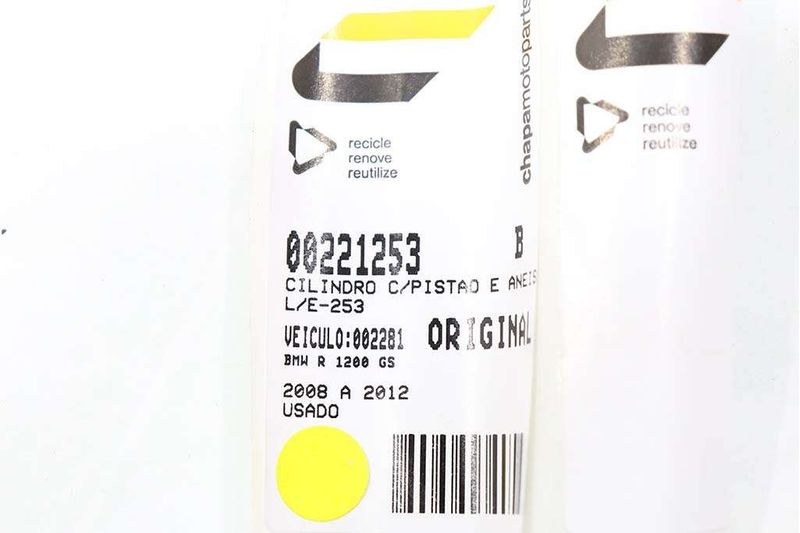 chapamotoparts
recicle
renove
reutilize
00221253 B
CILINDRO C/PISTAO E ANEIS
L/E-253
VEICULO:002281 ORIGINAL
BMW R 1200 GS
2008 A 2012
USADO
recicle
renove
reutilize